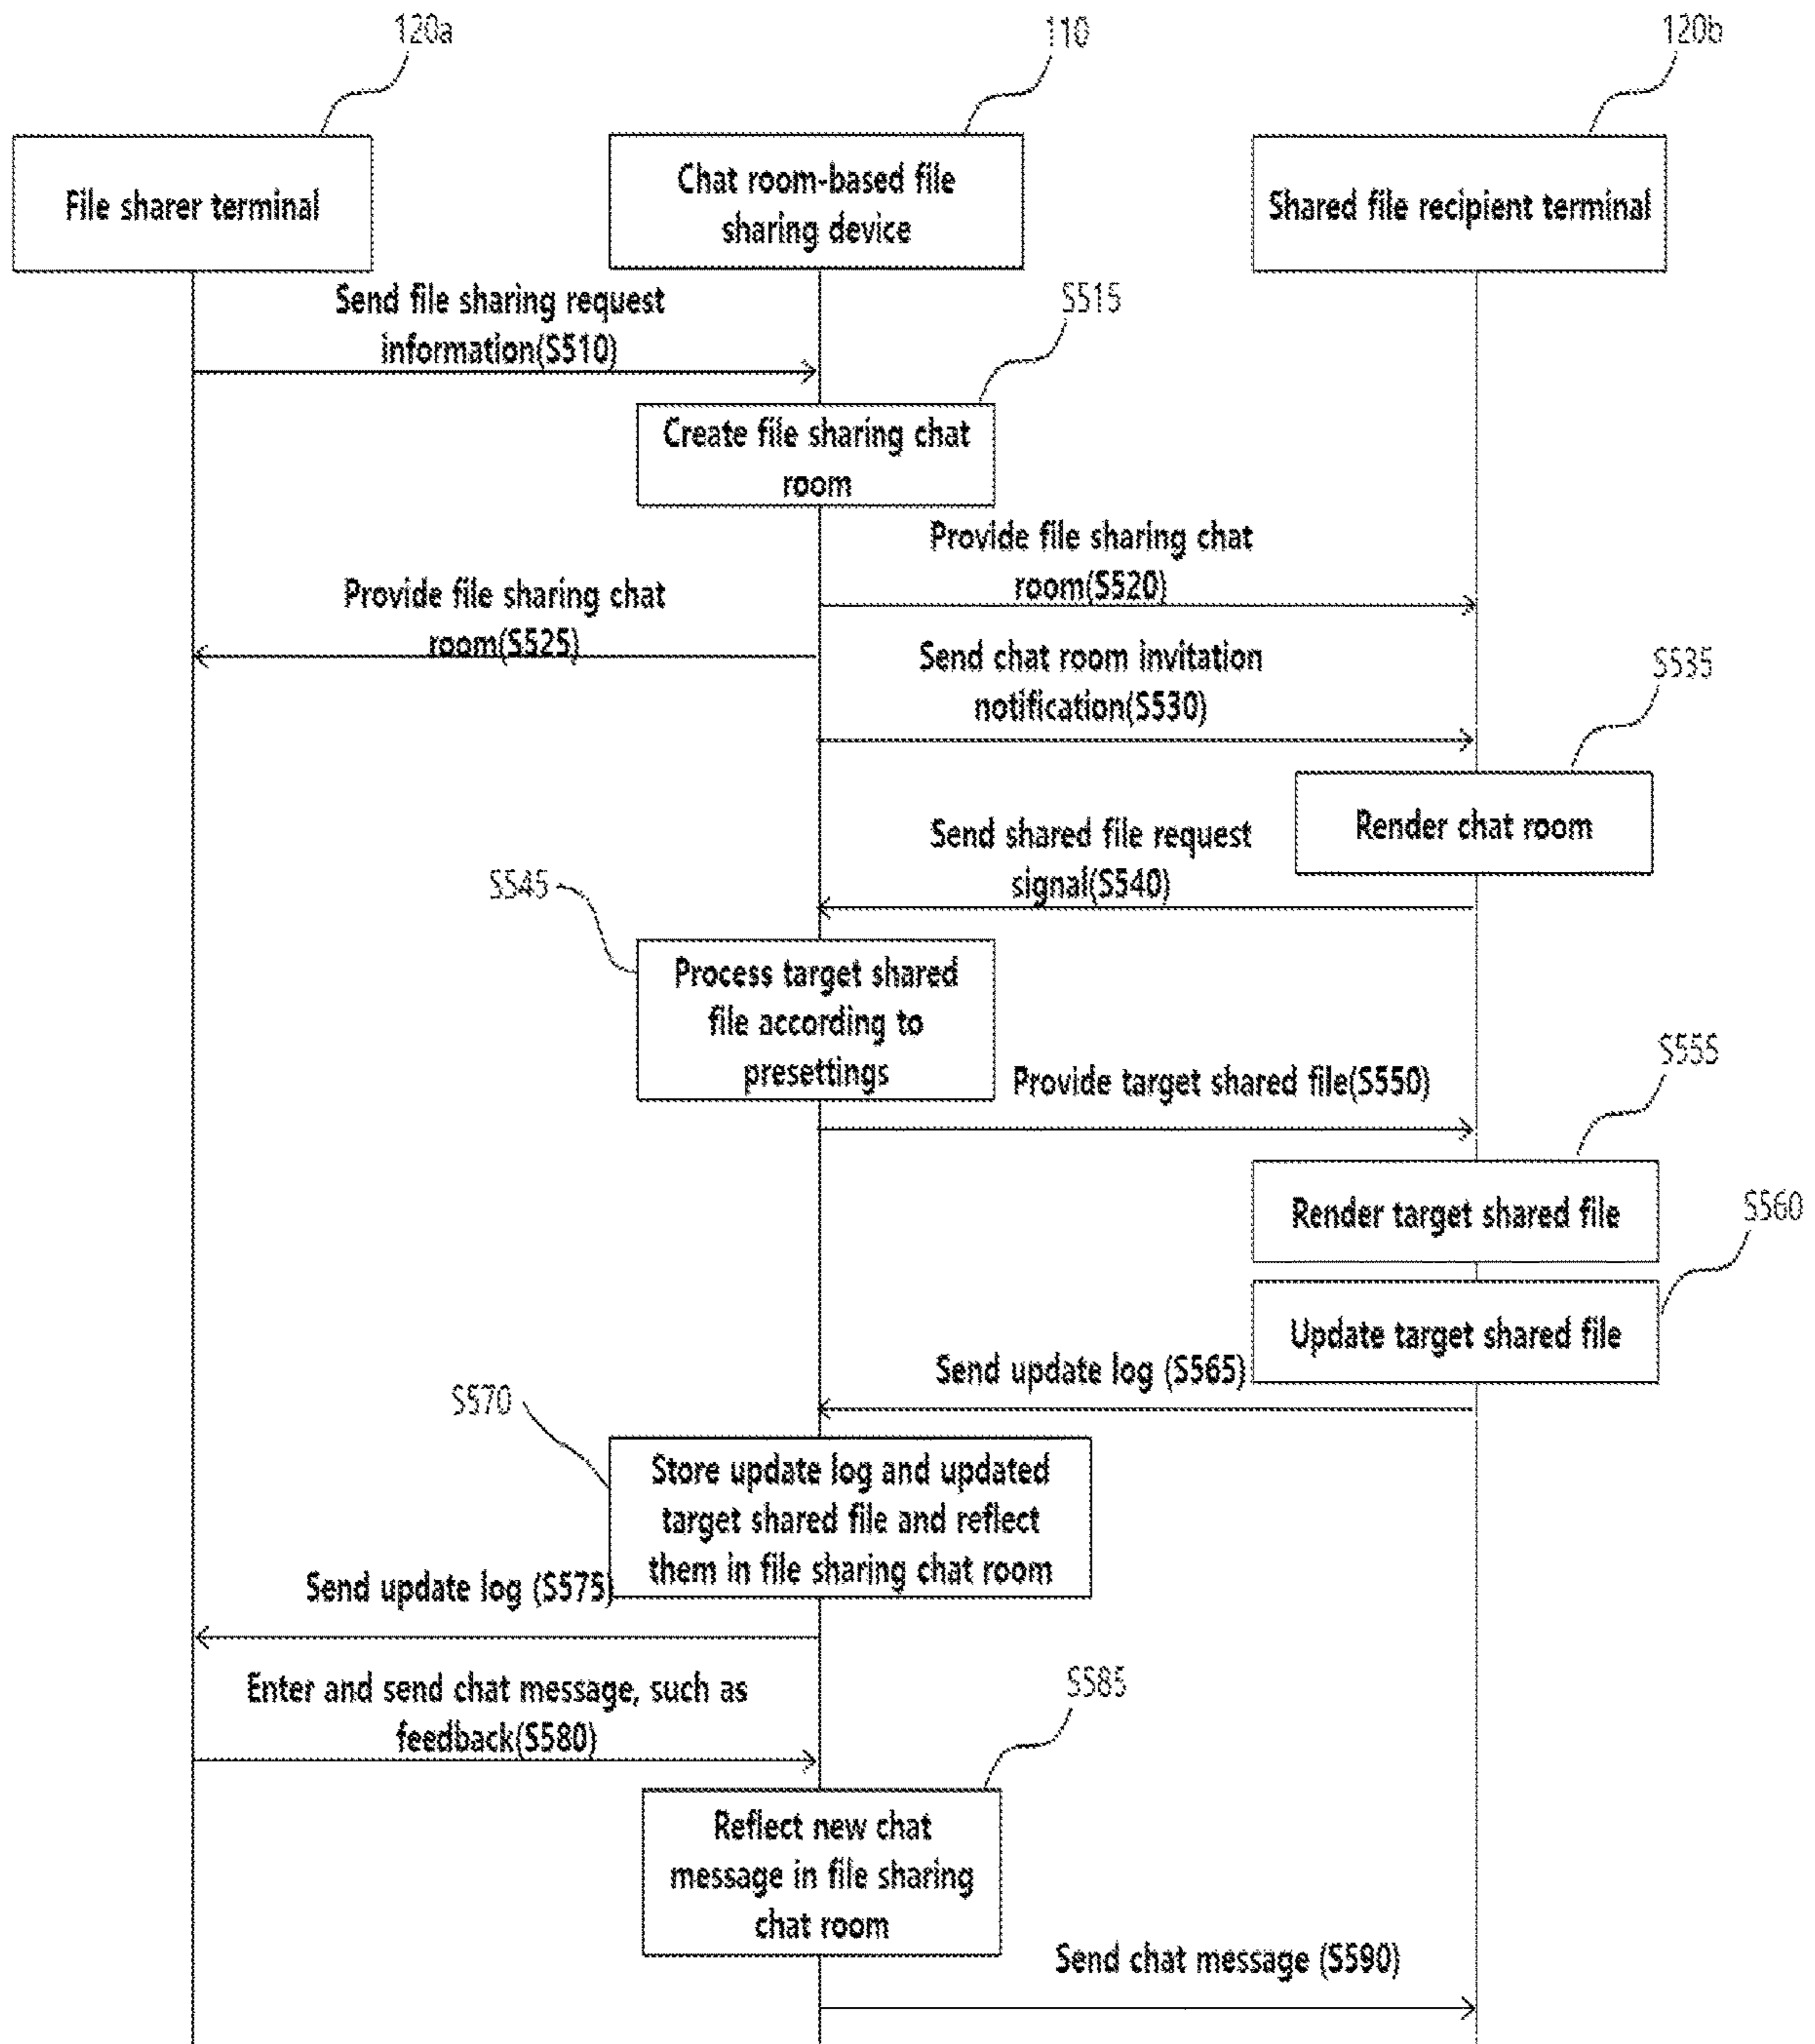 120a
110
120b
File sharer terminal
Chat room-based file
sharing device
Shared file recipient terminal
Send file sharing request
information(S510)
S515
Create file sharing chat
room
Provide file sharing chat
room(S520)
Provide file sharing chat
room(S525)
Send chat room invitation
notification(S530)
S535
Render chat room
Send shared file request
signal(S540)
S545
Process target shared
file according to
presettings
Provide target shared file(S550)
S555
Render target shared file
S560
Update target shared file
Send update log (S565)
S570
Store update log and updated
target shared file and reflect
them in file sharing chat room
Send update log (S575)
Enter and send chat message, such as
feedback(S580)
S585
Reflect new chat
message in file sharing
chat room
Send chat message (S590)